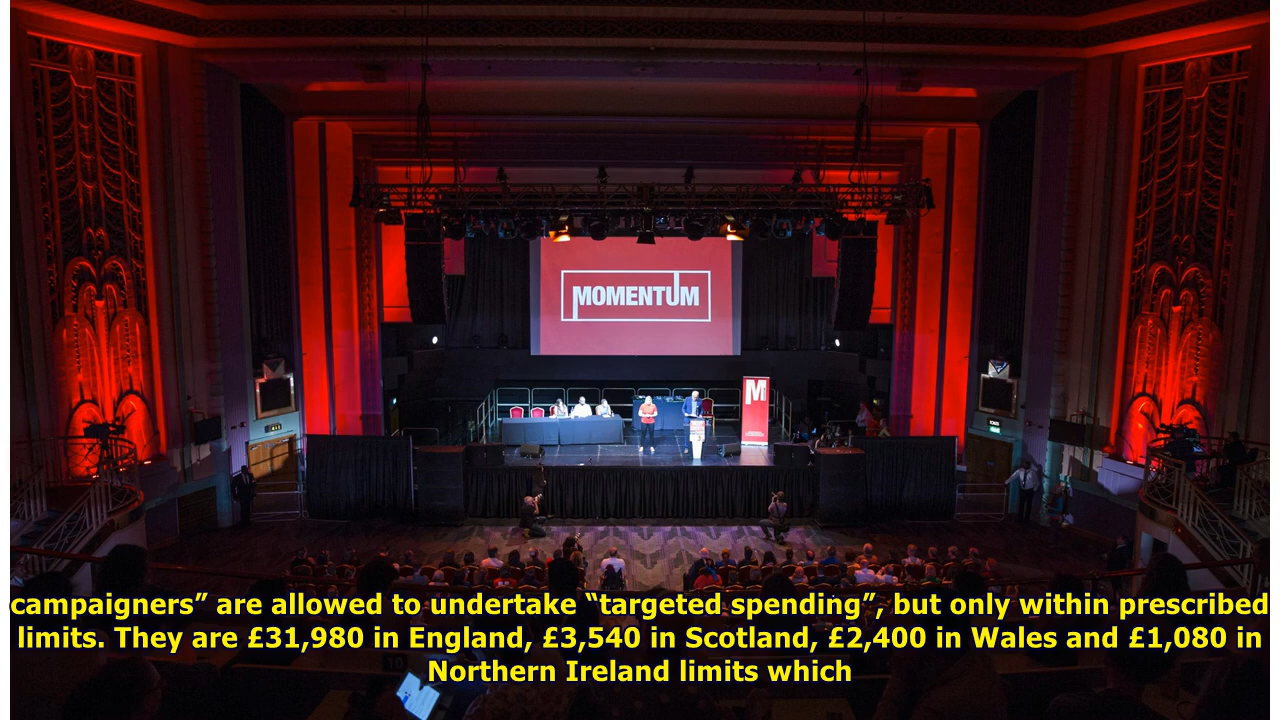 MOMENTUM
M
campaigners” are allowed to undertake “targeted spending”, but only within prescribed
limits. They are £31,980 in England, £3,540 in Scotland, £2,400 in Wales and £1,080 in
Northern Ireland limits which